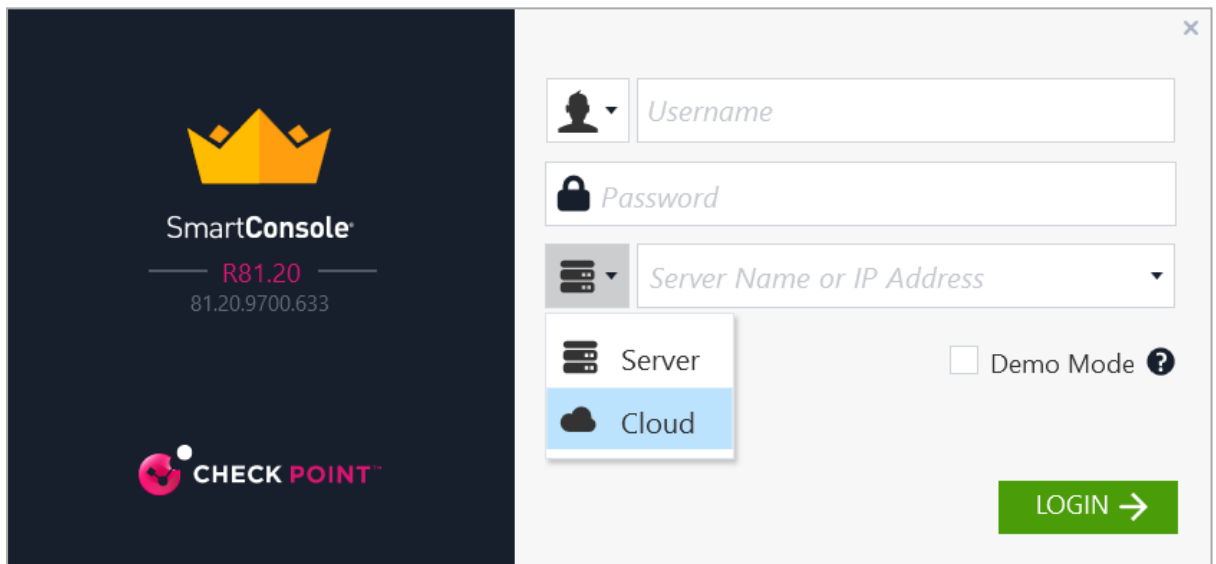 ×
Username
Password
Server Name or IP Address
Server
Cloud
Demo Mode ?
LOGIN →
SmartConsole®
R81.20
81.20.9700.633
CHECK POINT™